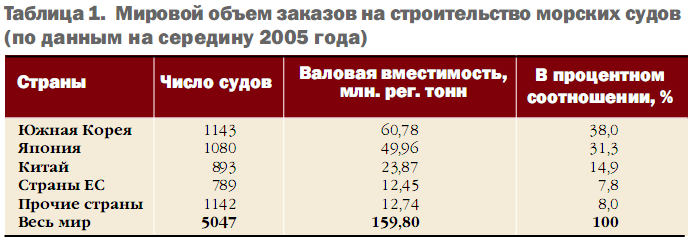 Таблица 1. Мировой объем заказов на строительство морских судов
(по данным на середину 2005 года)
Страны Число судов Валовая вместимость, млн. рег. тонн В процентном соотношении, %
Южная Корея 1143 60,78 38,0
Япония 1080 49,96 31,3
Китай 893 23,87 14,9
Страны ЕС 789 12,45 7,8
Прочие страны 1142 12,74 8,0
Весь мир 5047 159,80 100